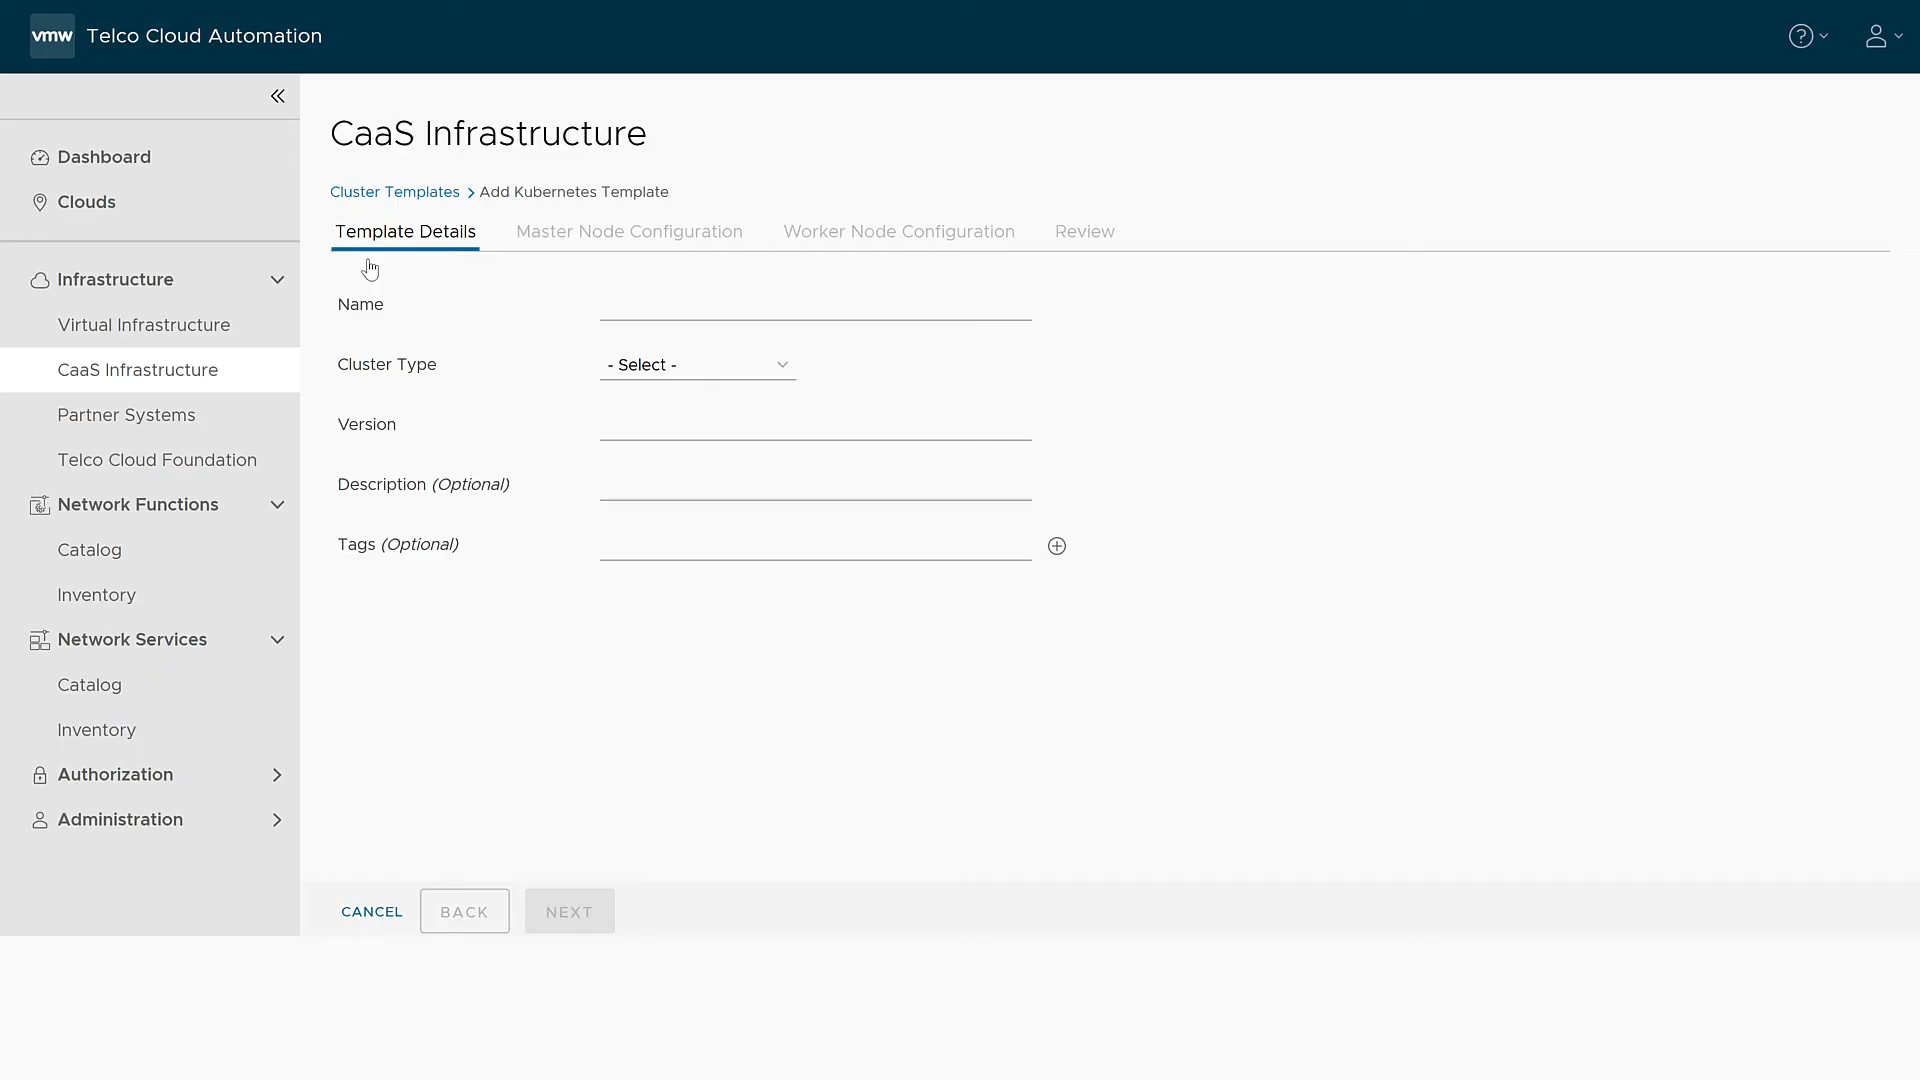 vmw Telco Cloud Automation
Dashboard
Clouds
Infrastructure
Virtual Infrastructure
CaaS Infrastructure
Partner Systems
Telco Cloud Foundation
Network Functions
Catalog
Inventory
Network Services
Catalog
Inventory
Authorization
Administration
CaaS Infrastructure
Cluster Templates > Add Kubernetes Template
Template Details Master Node Configuration Worker Node Configuration Review
Name
Cluster Type - Select -
Version
Description (Optional)
Tags (Optional)
CANCEL BACK NEXT